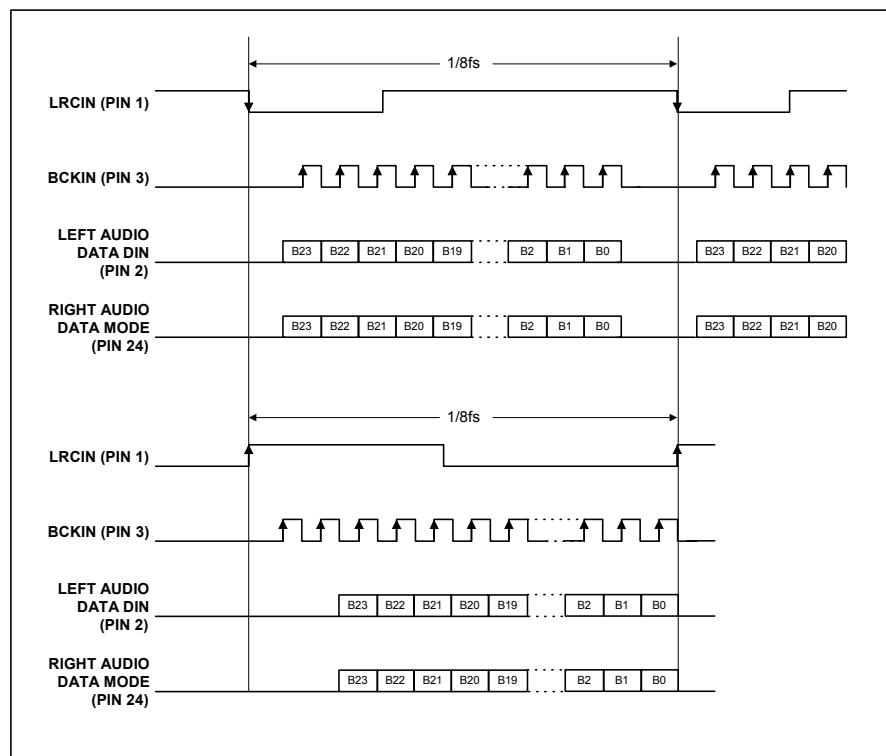 1/8fs
LRCIN (PIN 1)
BCKIN (PIN 3)
LEFT AUDIO
DATA DIN
(PIN 2)
B23 B22 B21 B20 B19 B2 B1 B0 B23 B22 B21 B20
RIGHT AUDIO
DATA MODE
(PIN 24)
B23 B22 B21 B20 B19 B2 B1 B0 B23 B22 B21 B20
1/8fs
LRCIN (PIN 1)
BCKIN (PIN 3)
LEFT AUDIO
DATA DIN
(PIN 2)
B23 B22 B21 B20 B19 B2 B1 B0
RIGHT AUDIO
DATA MODE
(PIN 24)
B23 B22 B21 B20 B19 B2 B1 B0